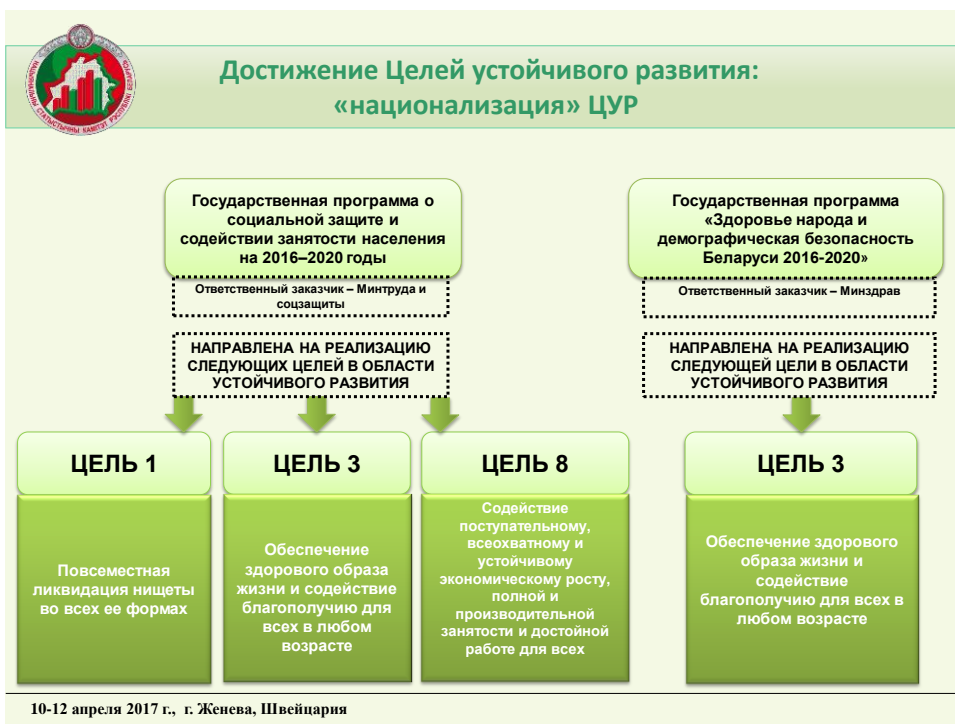 Достижение Целей устойчивого развития:
«национализация» ЦУР
НАЦЫЯНАЛЬНЫ СТАТЫСТЫЧНЫ КАМІТЭТ РЭСПУБЛІКІ БЕЛАРУСЬ
Государственная программа о
социальной защите и
содействии занятости населения
на 2016–2020 годы
Ответственный заказчик – Минтруда и
соцзащиты
НАПРАВЛЕНА НА РЕАЛИЗАЦИЮ
СЛЕДУЮЩИХ ЦЕЛЕЙ В ОБЛАСТИ
УСТОЙЧИВОГО РАЗВИТИЯ
ЦЕЛЬ 1
Повсеместная
ликвидация нищеты
во всех ее формах
ЦЕЛЬ 3
Обеспечение
здорового образа
жизни и содействие
благополучию для
всех в любом
возрасте
ЦЕЛЬ 8
Содействие
поступательному,
всеохватному и
устойчивому
экономическому росту,
полной и
производительной
занятости и достойной
работе для всех
Государственная программа
«Здоровье народа и
демографическая безопасность
Беларуси 2016-2020»
Ответственный заказчик – Минздрав
НАПРАВЛЕНА НА РЕАЛИЗАЦИЮ
СЛЕДУЮЩЕЙ ЦЕЛИ В ОБЛАСТИ
УСТОЙЧИВОГО РАЗВИТИЯ
ЦЕЛЬ 3
Обеспечение здорового
образа жизни и
содействие
благополучию для всех в
любом возрасте
10-12 апреля 2017 г., г. Женева, Швейцария